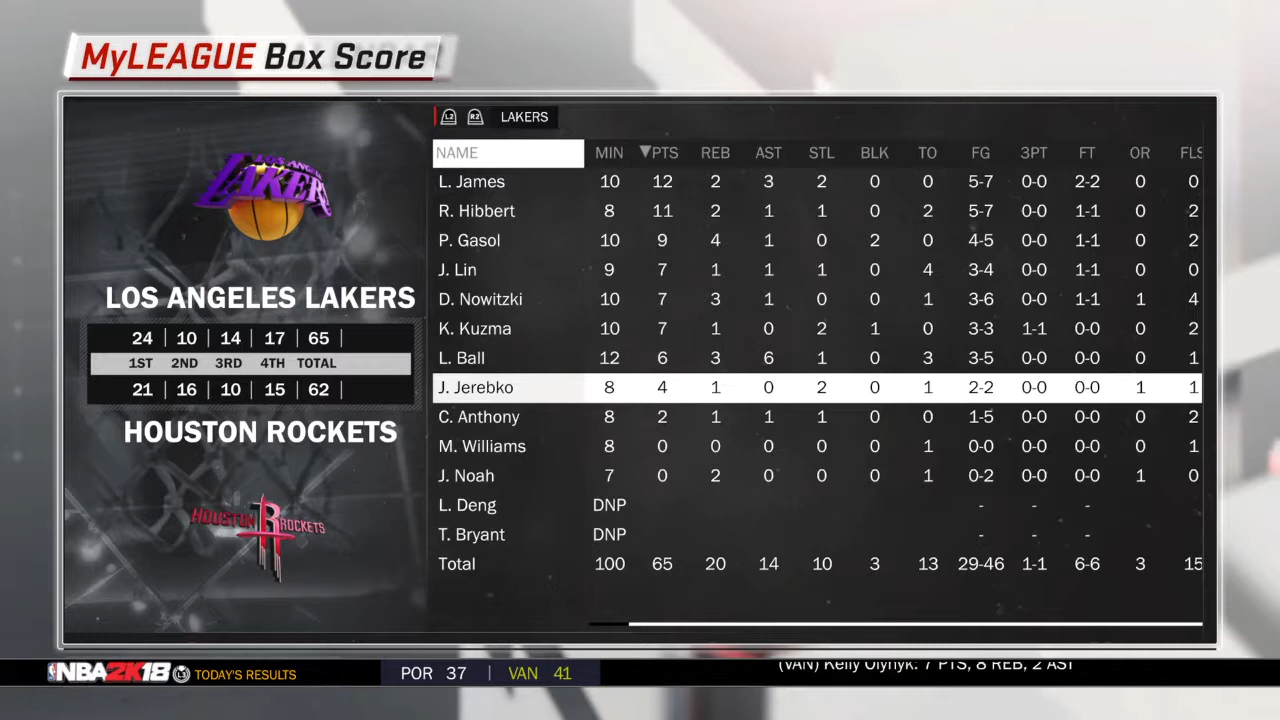 MyLEAGUE Box Score
L2 R2 LAKERS
NAME MIN ▼PTS REB AST STL BLK TO FG 3PT FT OR FLS
L. James 10 12 2 3 2 0 0 5-7 0-0 2-2 0 0
R. Hibbert 8 11 2 1 1 0 2 5-7 0-0 1-1 0 2
P. Gasol 10 9 4 1 0 2 0 4-5 0-0 1-1 0 2
J. Lin 9 7 1 1 1 0 4 3-4 0-0 1-1 0 0
D. Nowitzki 10 7 3 1 0 0 1 3-6 0-0 1-1 1 4
K. Kuzma 10 7 1 0 2 1 0 3-3 1-1 0-0 0 2
L. Ball 12 6 3 6 1 0 3 3-5 0-0 0-0 0 1
J. Jerebko 8 4 1 0 2 0 1 2-2 0-0 0-0 1 1
C. Anthony 8 2 1 1 1 0 0 1-5 0-0 0-0 0 2
M. Williams 8 0 0 0 0 0 1 0-0 0-0 0-0 0 1
J. Noah 7 0 2 0 0 0 1 0-2 0-0 0-0 1 0
L. Deng DNP - - -
T. Bryant DNP - - -
Total 100 65 20 14 10 3 13 29-46 1-1 6-6 3 15
LOS ANGELES LAKERS
LOS ANGELES LAKERS
24 | 10 | 14 | 17 | 65 |
1ST 2ND 3RD 4TH TOTAL
21 | 16 | 10 | 15 | 62 |
HOUSTON ROCKETS
HOUSTON ROCKETS
NBA2K18 TODAY'S RESULTS POR 37 | VAN 41 (VAN) Kelly Olynyk: 7 PTS, 8 REB, 2 AST